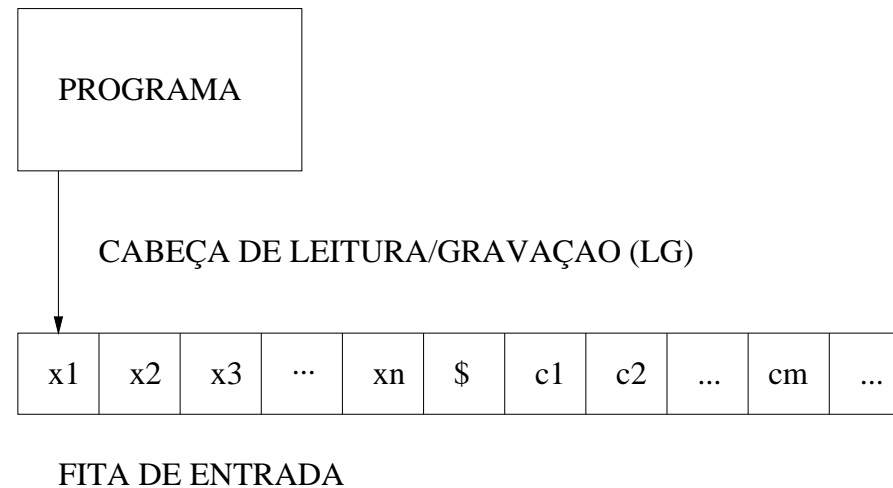 PROGRAMA
CABEÇA DE LEITURA/GRAVAÇAO (LG)
x1 x2 x3 ... xn $ c1 c2 ... cm ...
FITA DE ENTRADA